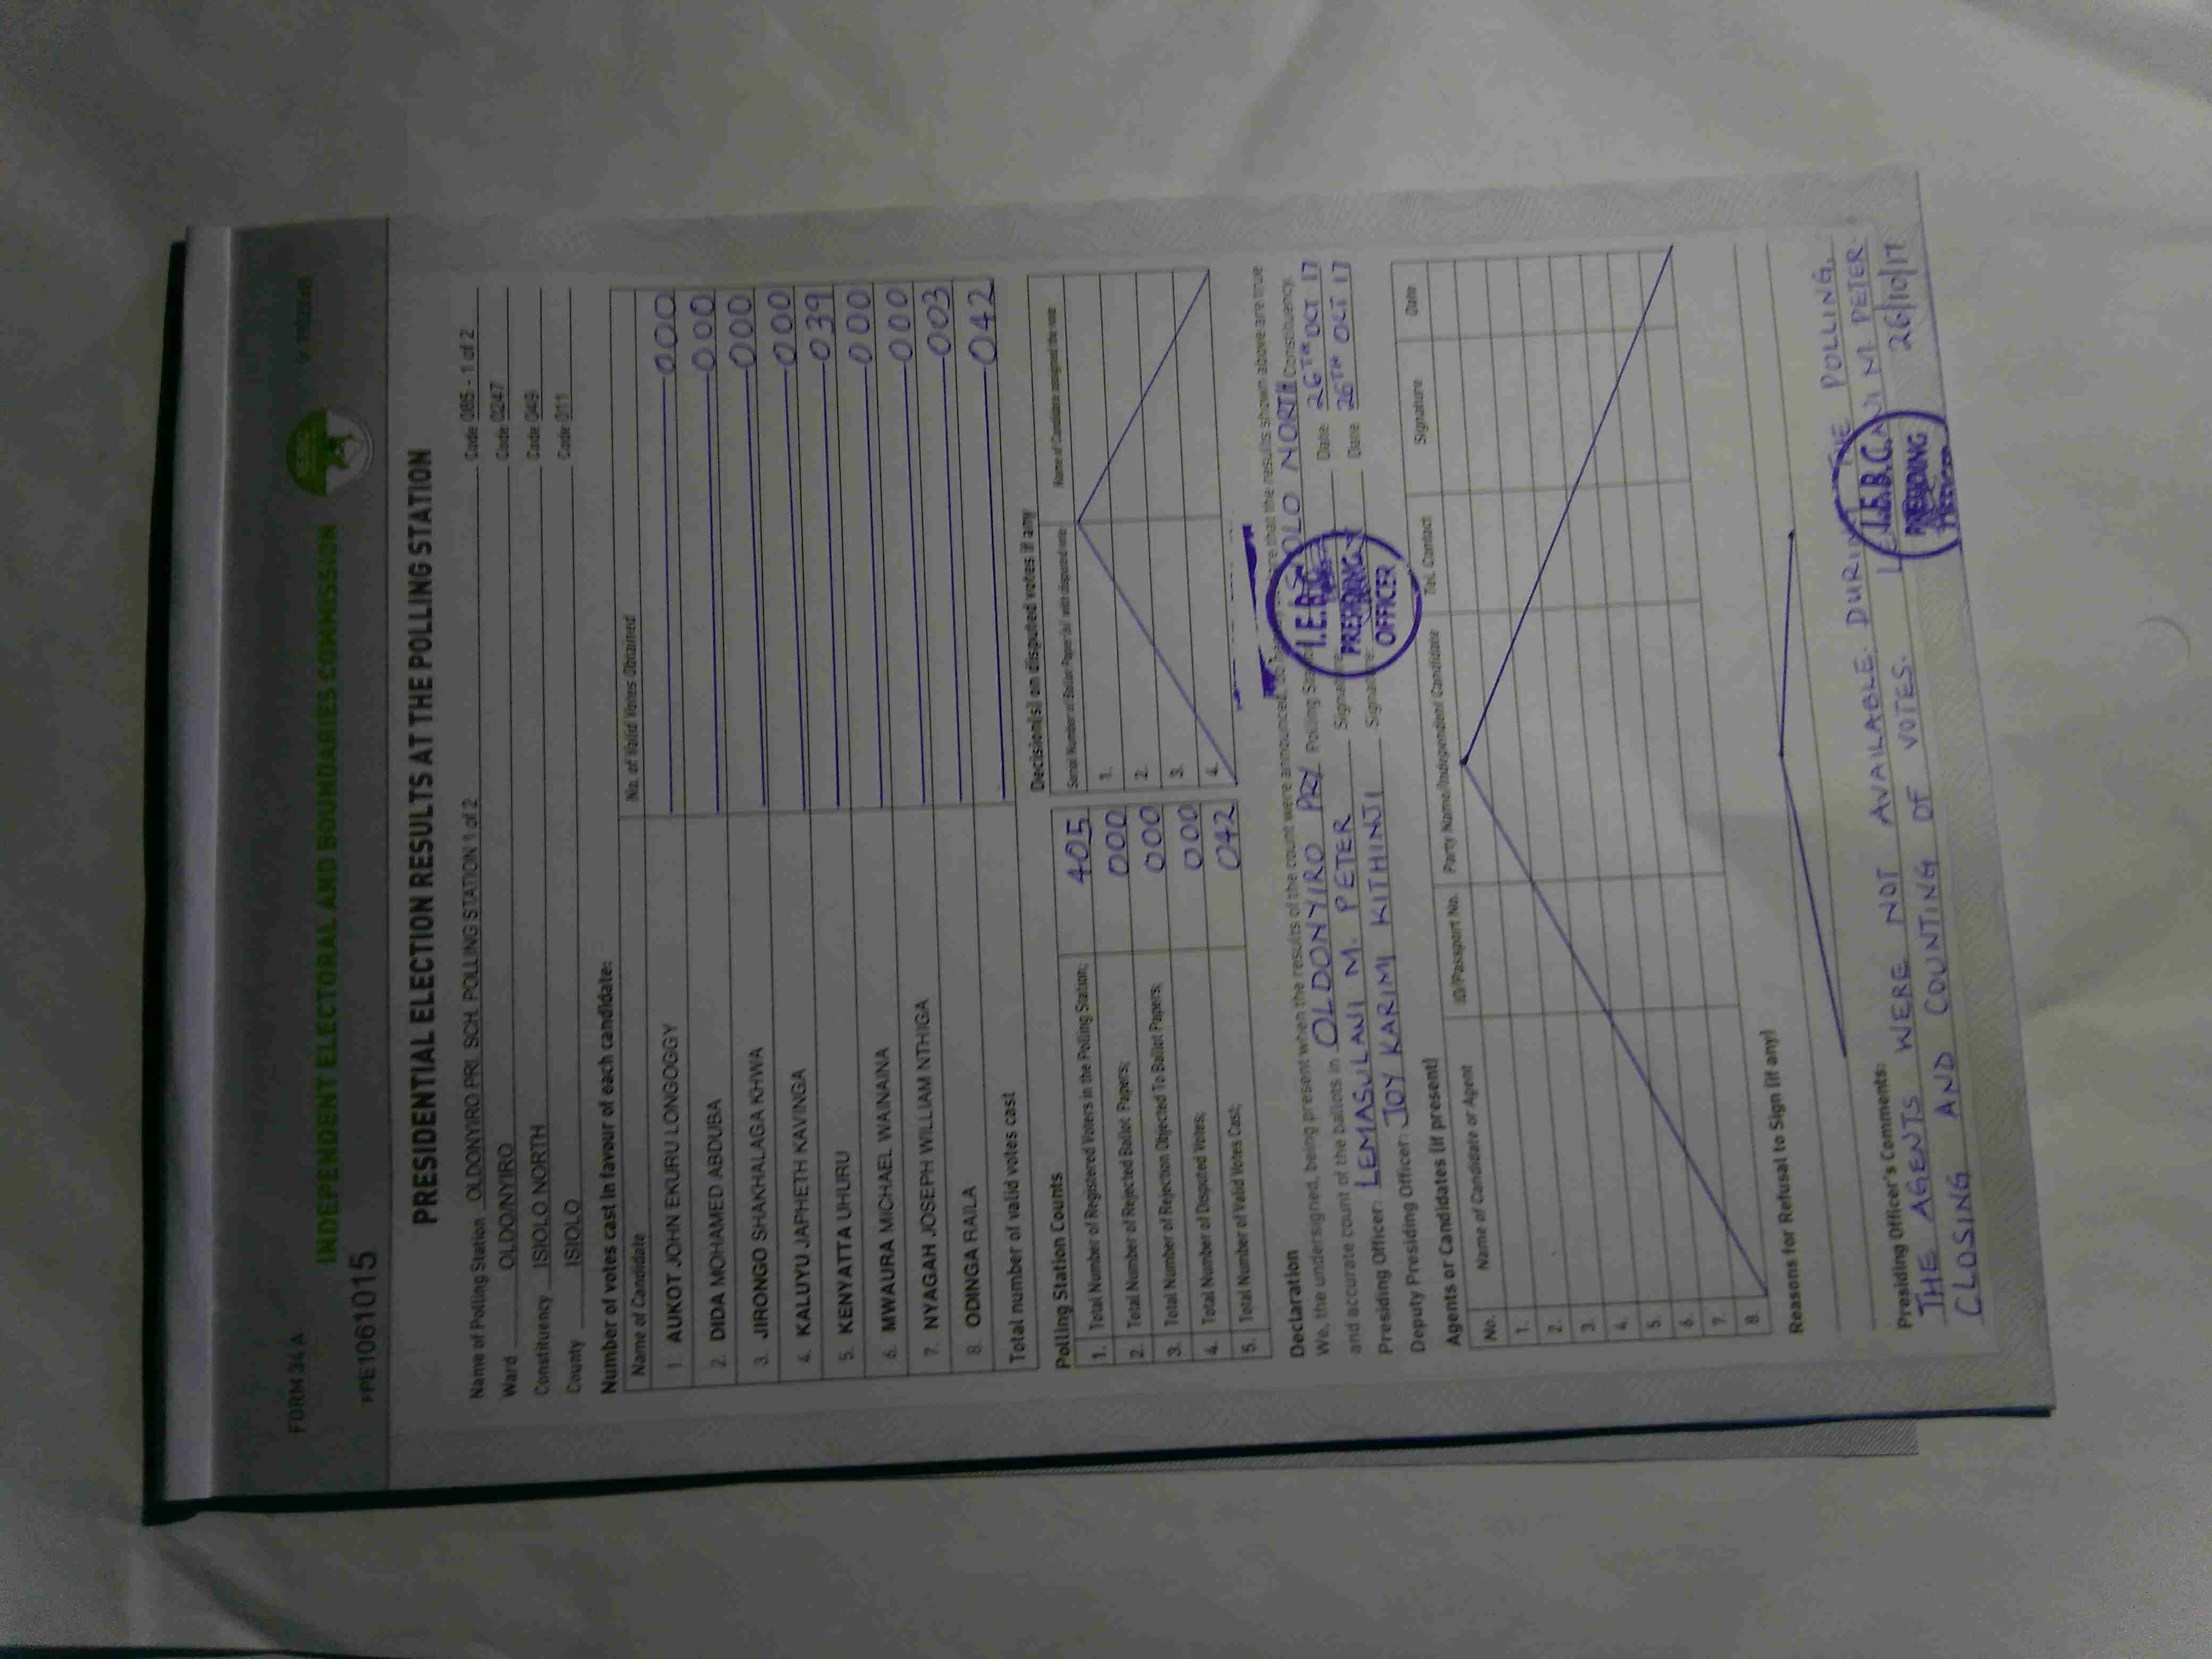 FORM 34 A
INDEPENDENT ELECTORAL AND BOUNDARIES COMMISSION
PRE1061015
PRESIDENTIAL ELECTION RESULTS AT THE POLLING STATION
Name of Polling Station OLDONYIRO PRI. SCH. POLLING STATION 1 of 2 Code 085 - 1 of 2
Ward OLDO/NYIRO Code 0247
Constituency ISIOLO NORTH Code 049
County ISIOLO Code 011
Number of votes cast in favour of each candidate:
Name of Candidate No. of Valid Votes Obtained
1. AUKOT JOHN EKURU LONGOGGY 000
2. DIDA MOHAMED ABDUBA 000
3. JIRONGO SHAKHALAGA KHWA 000
4. KALUYU JAPHETH KAVINGA 000
5. KENYATTA UHURU 039
6. MWAURA MICHAEL WAINAINA 000
7. NYAGAH JOSEPH WILLIAM NTHIGA 000
8. ODINGA RAILA 003
Total number of valid votes cast 042
Polling Station Counts
1. Total Number of Registered Voters in the Polling Station; 405
2. Total Number of Rejected Ballot Papers; 000
3. Total Number of Rejection Objected To Ballot Papers; 000
4. Total Number of Disputed Votes; 000
5. Total Number of Valid Votes Cast; 042
Decision(s) on disputed votes if any
Serial Number of Ballot Paper(s) with disputed vote Name of Candidate assigned the vote
1.
2.
3.
4.
Declaration
We, the undersigned, being present when the results of the count were announced, do that the results shown above are true
and accurate count of the ballots in OLDONYIRO PRY Polling NORTH Constituency.
Presiding Officer: LEMASULANI M. PETER Date 26TH OCT 17
Deputy Presiding Officer: JOY KARIMI KITHINJI Date 26TH OCT 17
I.E.B.C.
PRESIDING
OFFICER
Agents or Candidates (if present)
No. Name of Candidate or Agent ID/Passport No. Party Name/Independent Candidate Tel. Contact Signature Date
1.
2.
3.
4.
5.
6.
7.
8.
Reasons for Refusal to Sign (if any)
Presiding Officer's Comments:
THE AGENTS WERE NOT AVAILABLE DURING THE POLLING,
CLOSING AND COUNTING OF VOTES. M. PETER
26/10/17
I.E.B.C.
PRESIDING